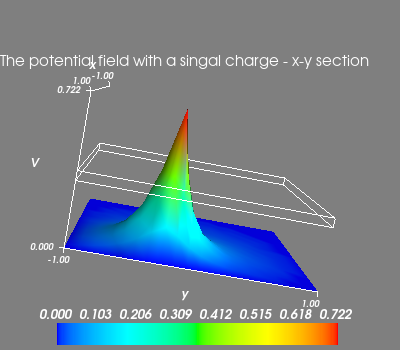 The potential field with a singal charge - x-y section
x
1.00 -1.00
0.722
V
0.000
-1.00
y
1.00
0.000 0.103 0.206 0.309 0.412 0.515 0.618 0.722